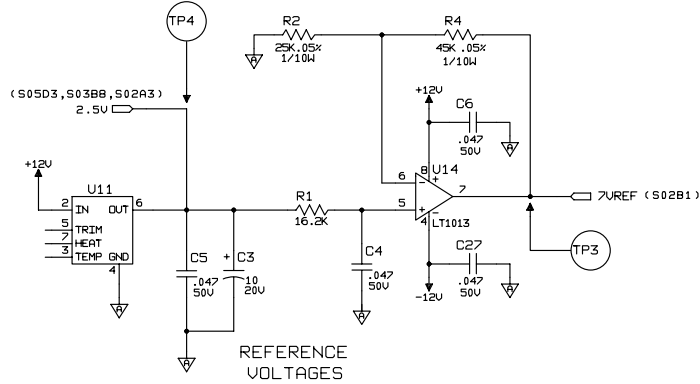 TP4
R2
25K.05%
1/10W
R4
45K .05%
1/10W
A
(S05D3,S03B8,S02A3)
2.5V
+12V
C6
.047
50V
A
+12V
U11
2 IN OUT 6
5 TRIM
7 HEAT
3 TEMP GND
4
A
8 U14
6 - +
7
5 + -
4 LT1013
7VREF (S02B1)
R1
16.2K
TP3
C5
.047
50V
+ C3
10
20V
C4
.047
50V
A
C27
.047
50V
A
-12V
A
REFERENCE
VOLTAGES